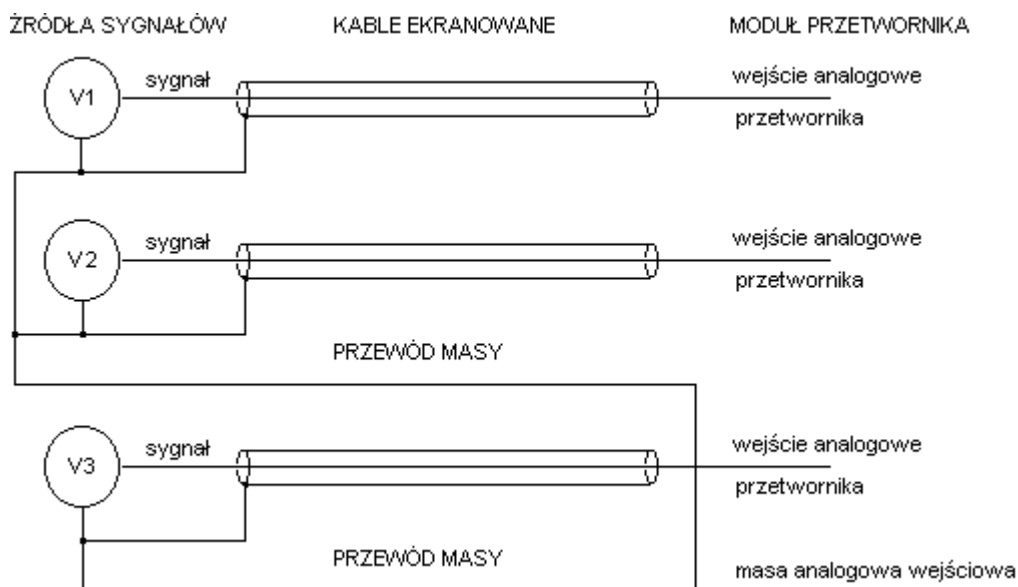 ŹRÓDŁA SYGNAŁÓW KABLE EKRANOWANE MODUŁ PRZETWORNIKA
V1 sygnał wejście analogowe
przetwornika
V2 sygnał wejście analogowe
przetwornika
PRZEWÓD MASY
V3 sygnał wejście analogowe
przetwornika
PRZEWÓD MASY masa analogowa wejściowa